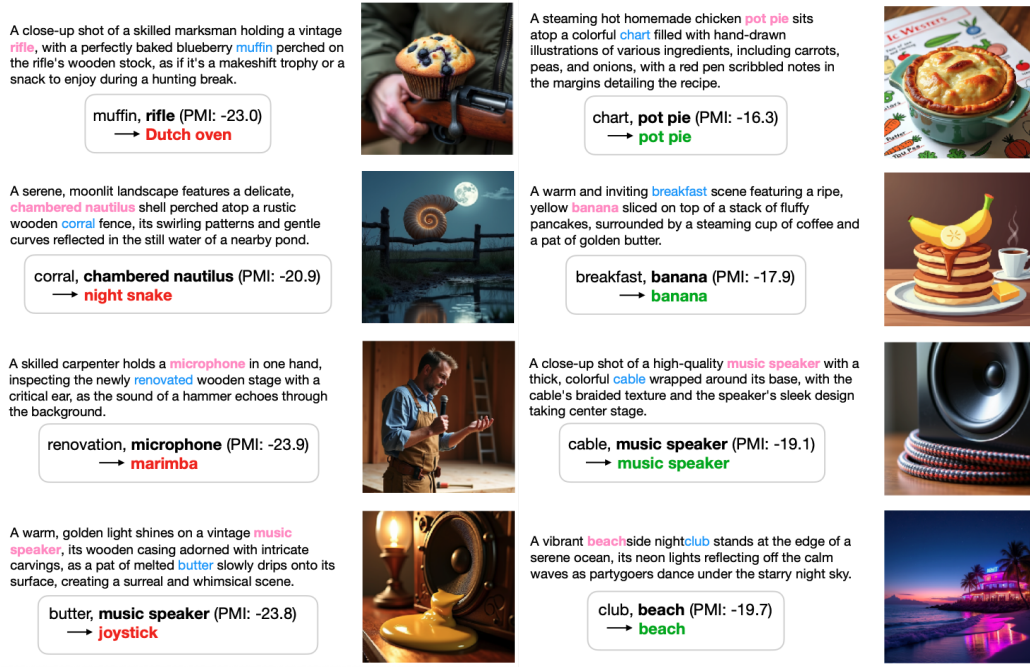 A close-up shot of a skilled marksman holding a vintage
rifle, with a perfectly baked blueberry muffin perched on
the rifle's wooden stock, as if it's a makeshift trophy or a
snack to enjoy during a hunting break.
muffin, rifle (PMI: -23.0)
→ Dutch oven
A serene, moonlit landscape features a delicate,
chambered nautilus shell perched atop a rustic
wooden corral fence, its swirling patterns and gentle
curves reflected in the still water of a nearby pond.
corral, chambered nautilus (PMI: -20.9)
→ night snake
A skilled carpenter holds a microphone in one hand,
inspecting the newly renovated wooden stage with a
critical ear, as the sound of a hammer echoes through
the background.
renovation, microphone (PMI: -23.9)
→ marimba
A warm, golden light shines on a vintage music
speaker, its wooden casing adorned with intricate
carvings, as a pat of melted butter slowly drips onto its
surface, creating a surreal and whimsical scene.
butter, music speaker (PMI: -23.8)
→ joystick
A steaming hot homemade chicken pot pie sits
atop a colorful chart filled with hand-drawn
illustrations of various ingredients, including carrots,
peas, and onions, with a red pen scribbled notes in
the margins detailing the recipe.
chart, pot pie (PMI: -16.3)
→ pot pie
A warm and inviting breakfast scene featuring a ripe,
yellow banana sliced on top of a stack of fluffy
pancakes, surrounded by a steaming cup of coffee and
a pat of golden butter.
breakfast, banana (PMI: -17.9)
→ banana
A close-up shot of a high-quality music speaker with a
thick, colorful cable wrapped around its base, with the
cable's braided texture and the speaker's sleek design
taking center stage.
cable, music speaker (PMI: -19.1)
→ music speaker
A vibrant beachside nightclub stands at the edge of a
serene ocean, its neon lights reflecting off the calm
waves as partygoers dance under the starry night sky.
club, beach (PMI: -19.7)
→ beach